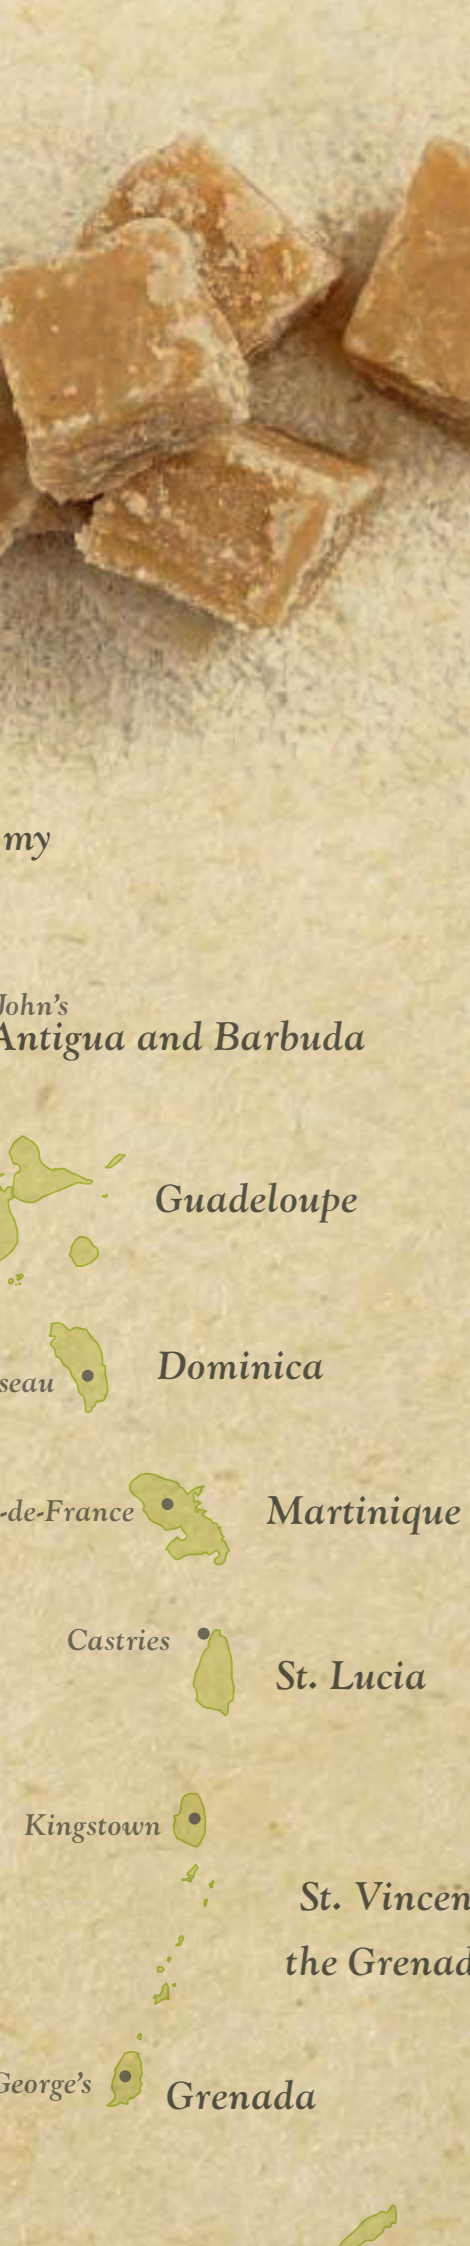 my
John's
Antigua and Barbuda
Guadeloupe
seau
Dominica
-de-France
Martinique
Castries
St. Lucia
Kingstown
St. Vincen
the Grenad
George's
Grenada